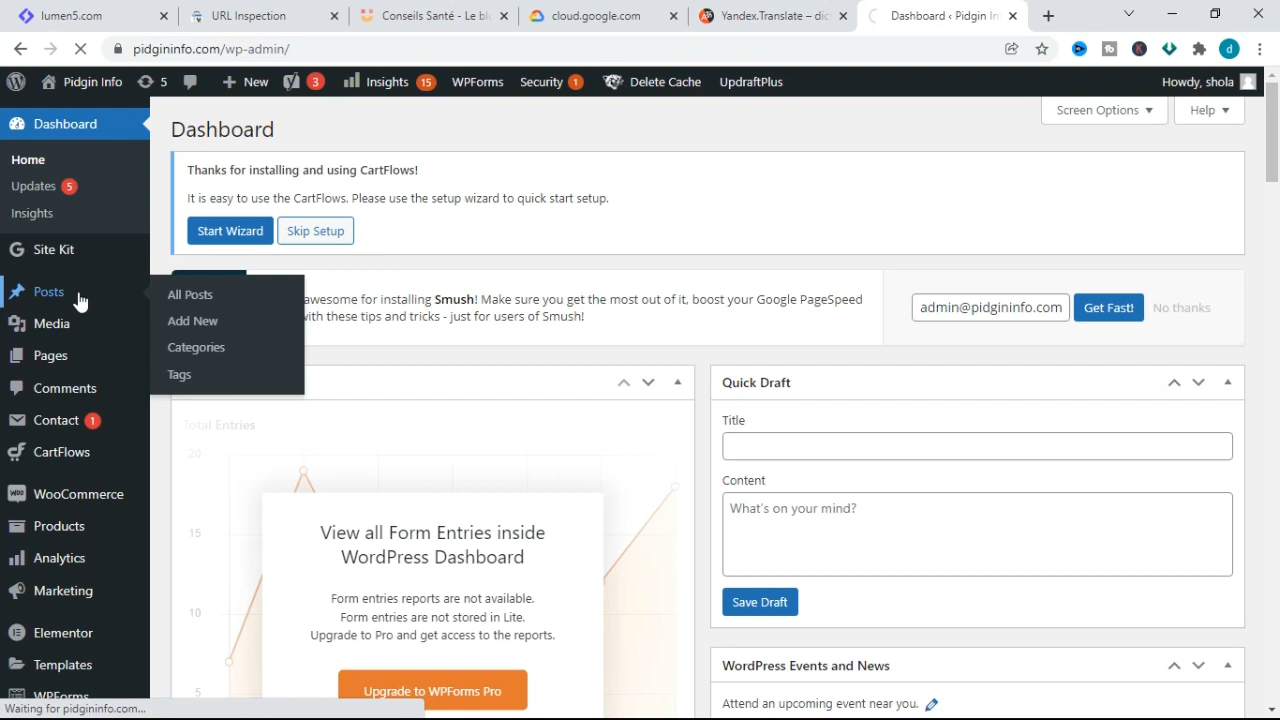 lumen5.com
URL Inspection
Conseils Santé - Le bl
cloud.google.com
Yandex.Translate – dict
Dashboard ‹ Pidgin In
pidgininfo.com/wp-admin/
d
Pidgin Info
5
New
3
Insights
15
WPForms
Security
1
Delete Cache
UpdraftPlus
Howdy, shola
Dashboard
Home
Updates 5
Insights
Site Kit
Posts
Media
Pages
Comments
Contact 1
CartFlows
WooCommerce
Products
Analytics
Marketing
Elementor
Templates
WPForms
All Posts
Add New
Categories
Tags
Screen Options
Help
Dashboard
Thanks for installing and using CartFlows!
It is easy to use the CartFlows. Please use the setup wizard to quick start setup.
Start Wizard
Skip Setup
awesome for installing Smush! Make sure you get the most out of it, boost your Google PageSpeed
with these tips and tricks - just for users of Smush!
admin@pidgininfo.com
Get Fast!
No thanks
Total Entries
20
15
10
5
View all Form Entries inside
WordPress Dashboard
Form entries reports are not available.
Form entries are not stored in Lite.
Upgrade to Pro and get access to the reports.
Upgrade to WPForms Pro
Quick Draft
Title
Content
What's on your mind?
Save Draft
WordPress Events and News
Attend an upcoming event near you.
Waiting for pidgininfo.com...